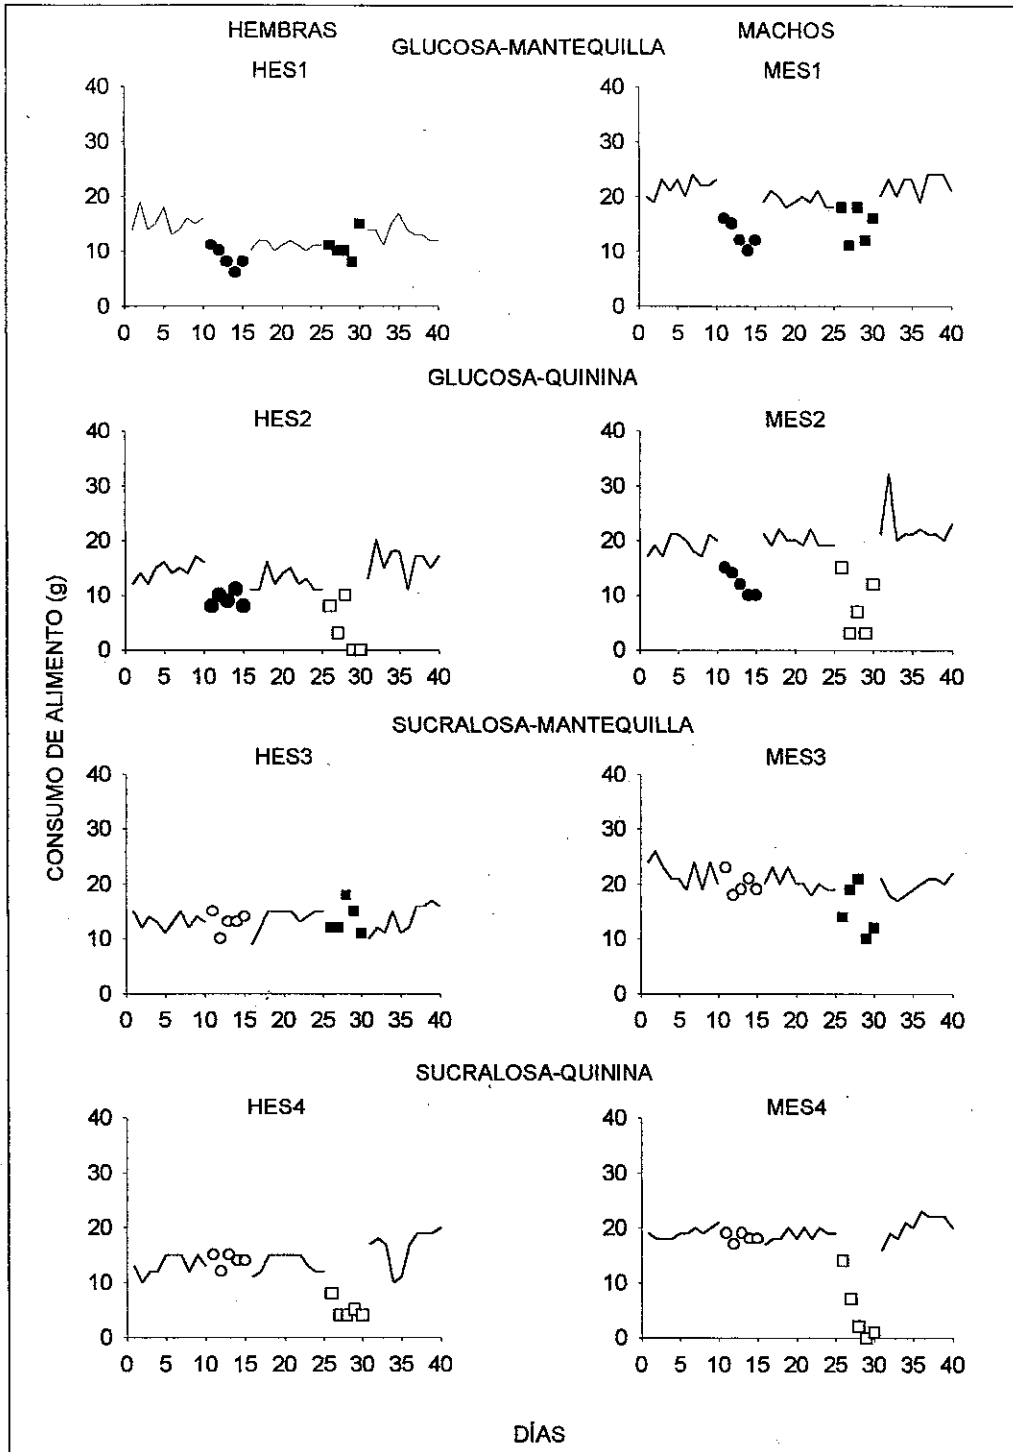 HEMBRAS MACHOS
GLUCOSA-MANTEQUILLA
HES1 MES1
40 40
30 30
20 20
10 10
0 0
0 5 10 15 20 25 30 35 40 0 5 10 15 20 25 30 35 40
GLUCOSA-QUININA
HES2 MES2
40 40
30 30
20 20
10 10
0 0
0 5 10 15 20 25 30 35 40 0 5 10 15 20 25 30 35 40
SUCRALOSA-MANTEQUILLA
HES3 MES3
40 40
30 30
20 20
10 10
0 0
0 5 10 15 20 25 30 35 40 0 5 10 15 20 25 30 35 40
SUCRALOSA-QUININA
HES4 MES4
40 40
30 30
20 20
10 10
0 0
0 5 10 15 20 25 30 35 40 0 5 10 15 20 25 30 35 40
CONSUMO DE ALIMENTO (g)
DÍAS